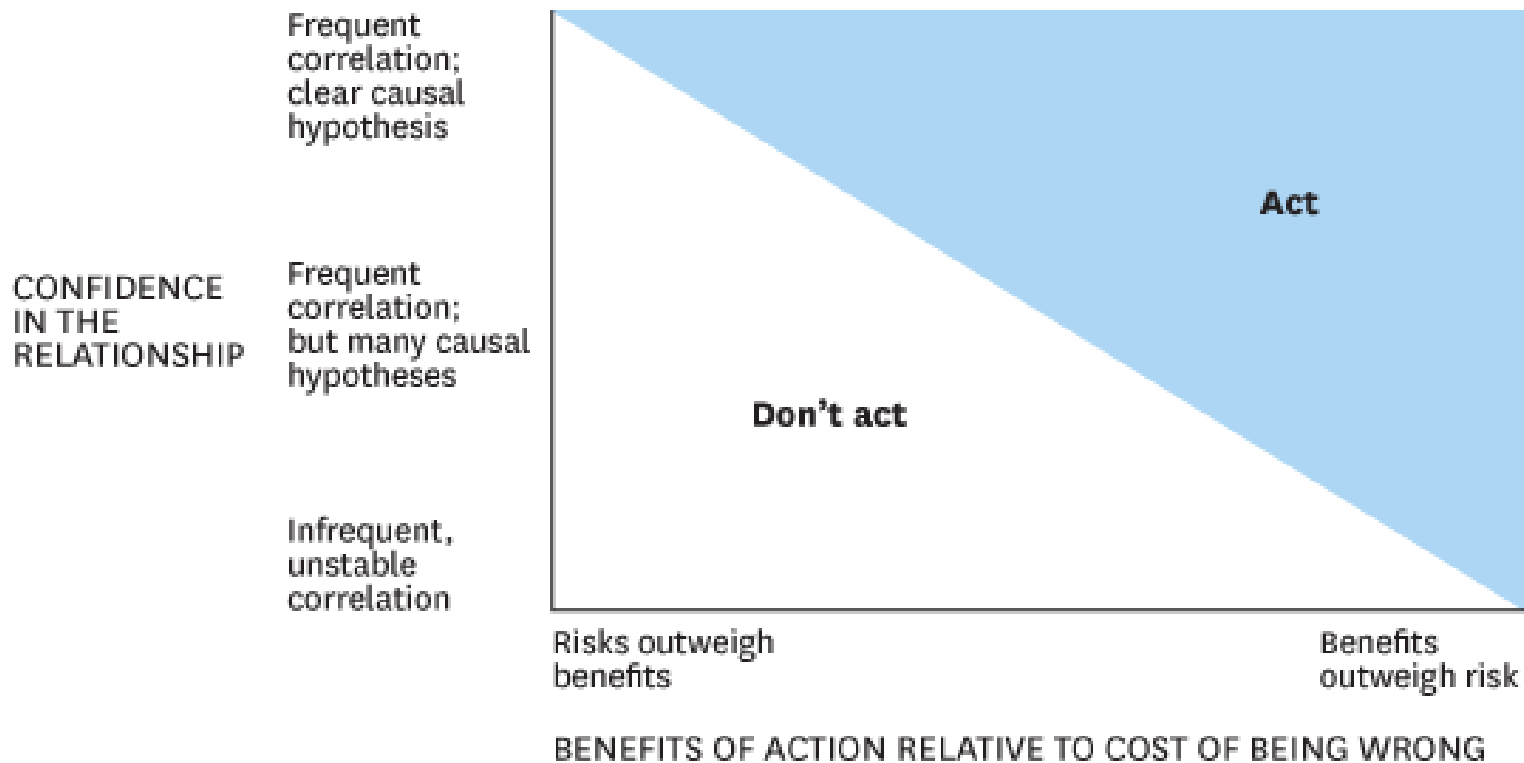 Frequent
correlation;
clear causal
hypothesis
Act
CONFIDENCE
IN THE
RELATIONSHIP
Frequent
correlation;
but many causal
hypotheses
Don't act
Infrequent,
unstable
correlation
Risks outweigh
benefits
Benefits
outweigh risk
BENEFITS OF ACTION RELATIVE TO COST OF BEING WRONG